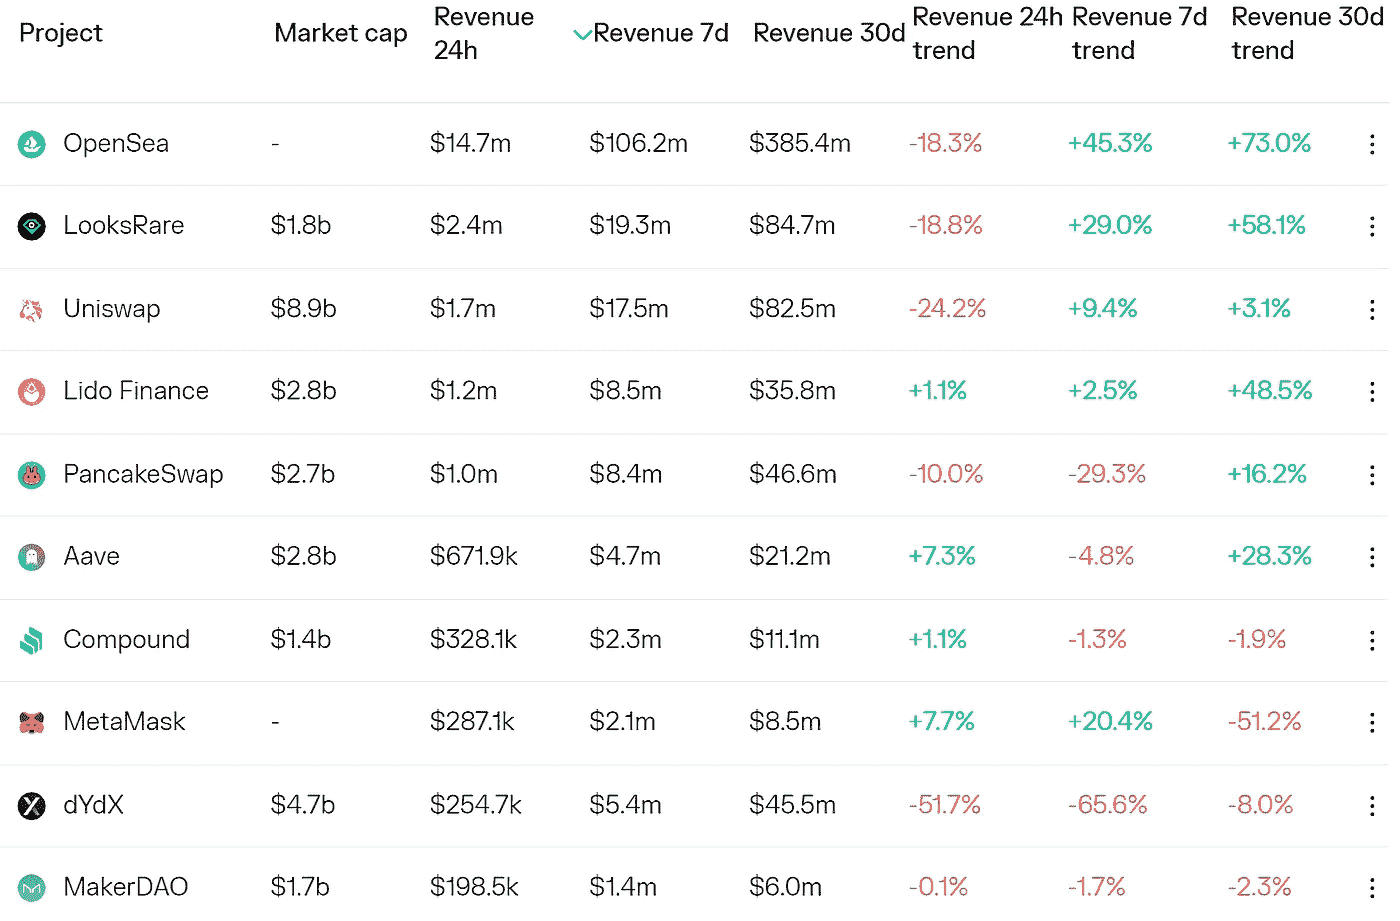 Project Market cap Revenue 24h Revenue 7d Revenue 30d Revenue 24h trend Revenue 7d trend Revenue 30d trend
OpenSea - $14.7m $106.2m $385.4m -18.3% +45.3% +73.0%
LooksRare $1.8b $2.4m $19.3m $84.7m -18.8% +29.0% +58.1%
Uniswap $8.9b $1.7m $17.5m $82.5m -24.2% +9.4% +3.1%
Lido Finance $2.8b $1.2m $8.5m $35.8m +1.1% +2.5% +48.5%
PancakeSwap $2.7b $1.0m $8.4m $46.6m -10.0% -29.3% +16.2%
Aave $2.8b $671.9k $4.7m $21.2m +7.3% -4.8% +28.3%
Compound $1.4b $328.1k $2.3m $11.1m +1.1% -1.3% -1.9%
MetaMask - $287.1k $2.1m $8.5m +7.7% +20.4% -51.2%
dYdX $4.7b $254.7k $5.4m $45.5m -51.7% -65.6% -8.0%
MakerDAO $1.7b $198.5k $1.4m $6.0m -0.1% -1.7% -2.3%